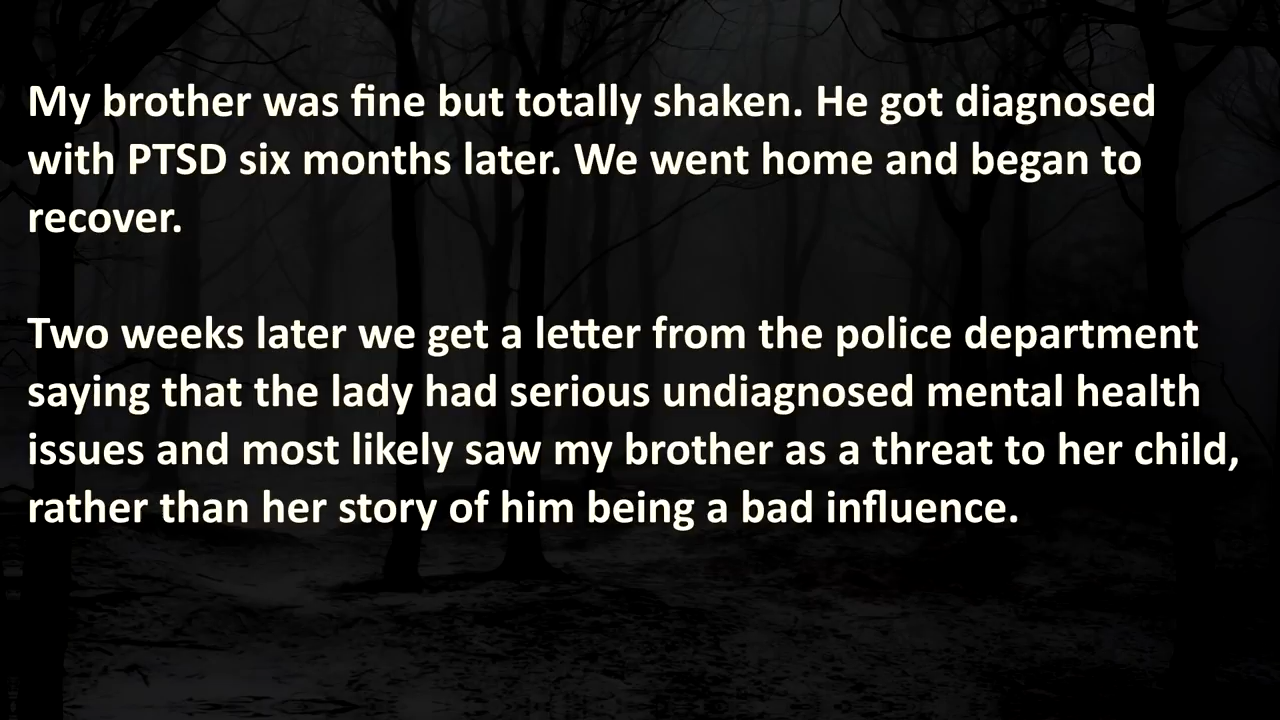 My brother was fine but totally shaken. He got diagnosed
with PTSD six months later. We went home and began to
recover.
Two weeks later we get a letter from the police department
saying that the lady had serious undiagnosed mental health
issues and most likely saw my brother as a threat to her child,
rather than her story of him being a bad influence.